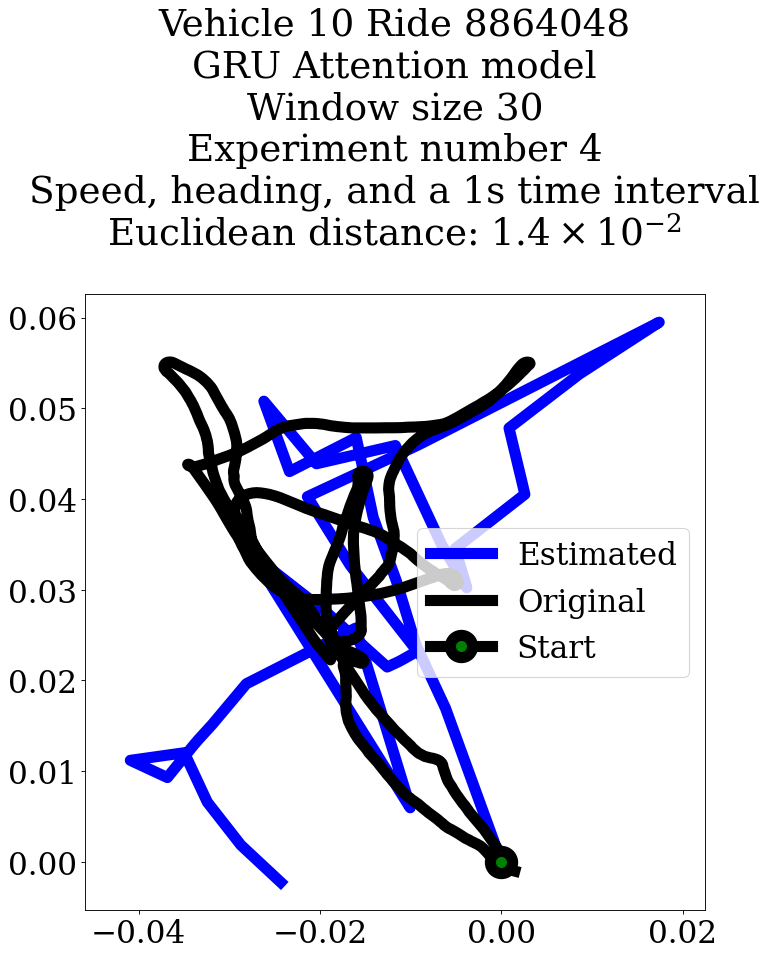 Vehicle 10 Ride 8864048
GRU Attention model
Window size 30
Experiment number 4
Speed, heading, and a 1s time interval
Euclidean distance: 1.4 × 10⁻²
0.06
0.05
0.04
0.03
0.02
0.01
0.00
Estimated
Original
Start
−0.04 −0.02 0.00 0.02